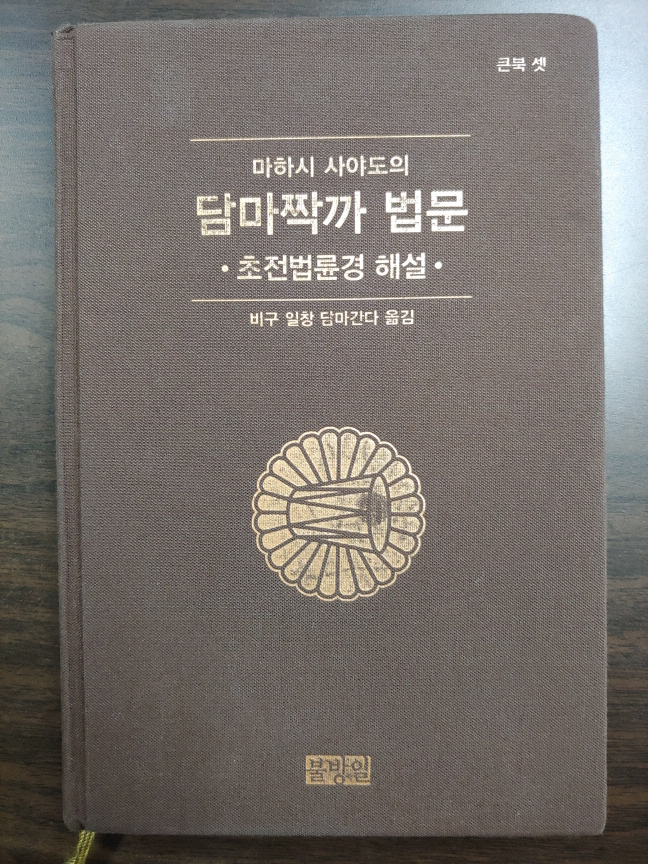 큰북 셋
마하시 사야도의
담마짝까 법문
• 초전법륜경 해설 •
비구 일창 담마간다 옮김
불방일